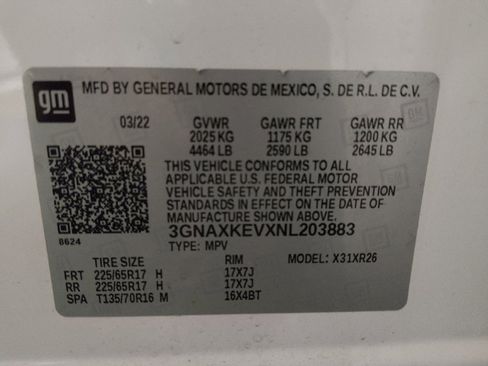 gm
MFD BY GENERAL MOTORS DE MEXICO, S. DE R.L. DE C.V.
03/22 GVWR GAWR FRT GAWR RR
2025 KG 1175 KG 1200 KG
4464 LB 2590 LB 2645 LB
THIS VEHICLE CONFORMS TO ALL
APPLICABLE U.S. FEDERAL MOTOR
VEHICLE SAFETY AND THEFT PREVENTION
STANDARDS IN EFFECT ON THE DATE OF
MANUFACTURE SHOWN ABOVE.
3GNAXKEVXNL203883
8624
TYPE: MPV MODEL: X31XR26
TIRE SIZE RIM
FRT 225/65R17 H 17X7J
RR 225/65R17 H 17X7J
SPA T135/70R16 M 16X4BT